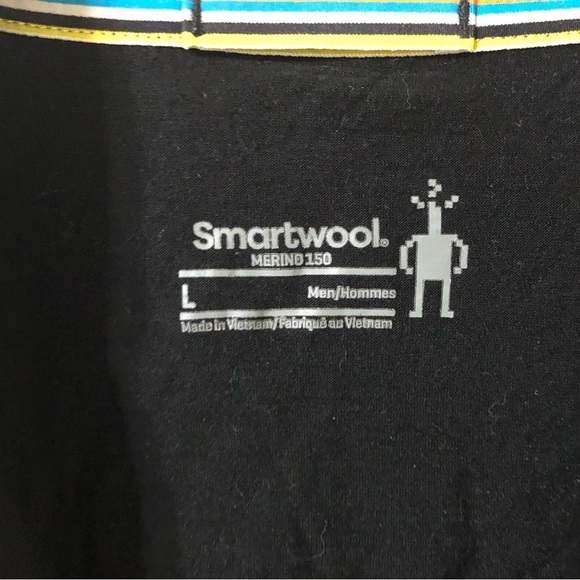 Smartwool®
MERINO 150
L Men/Hommes
Made in Vietnam/Fabriqué au Vietnam